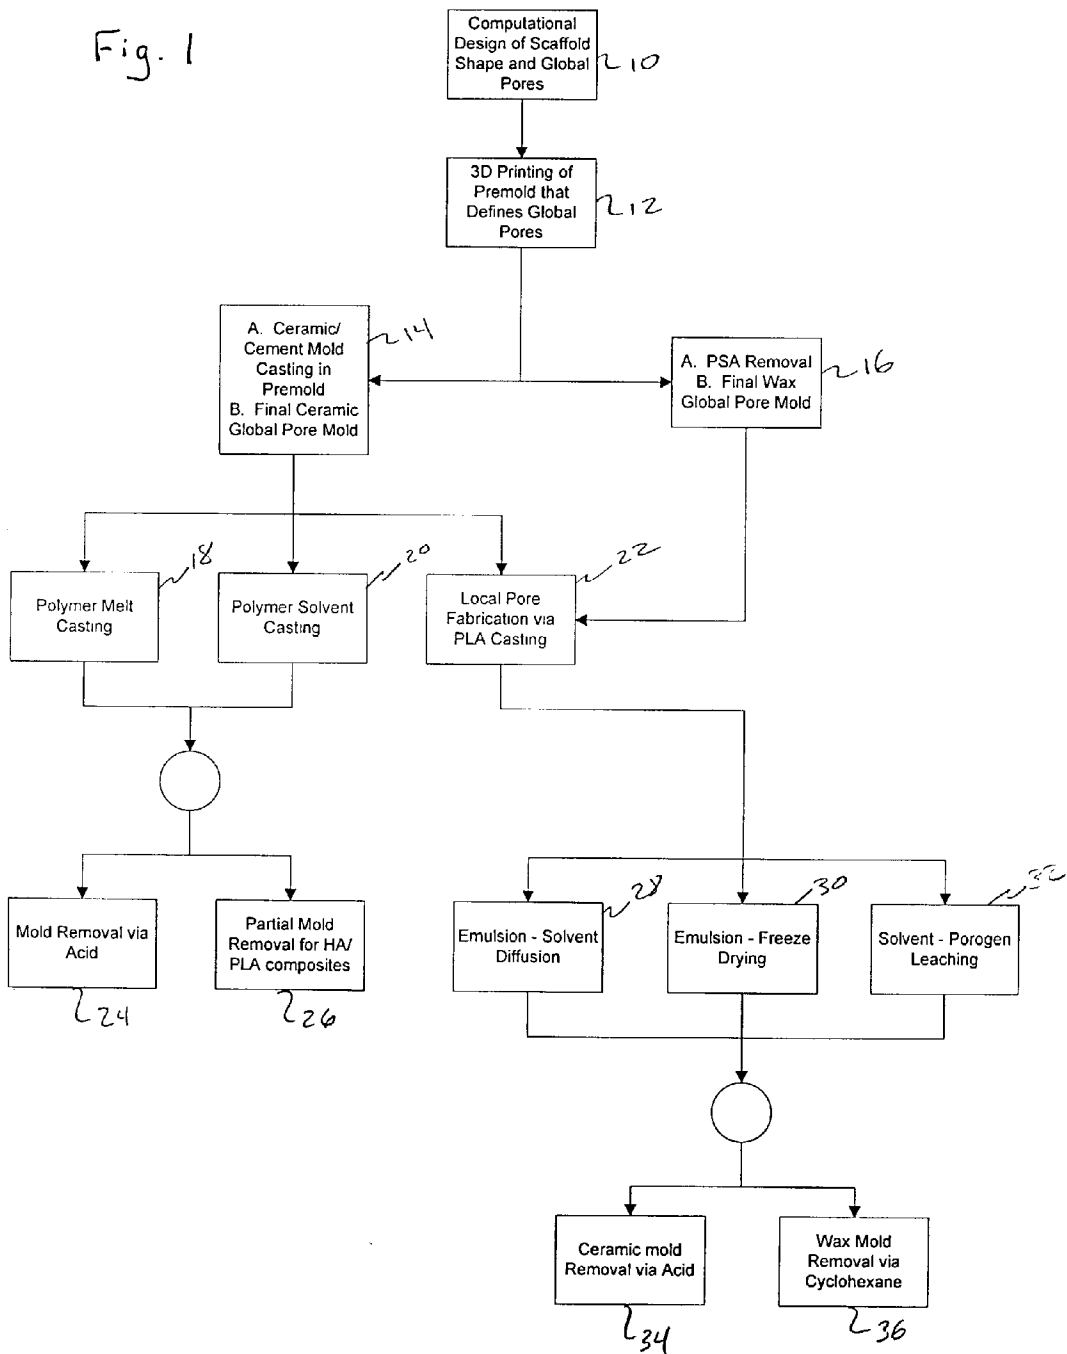 Fig. 1
Computational
Design of Scaffold
Shape and Global
Pores
10
3D Printing of
Premold that
Defines Global
Pores
12
A. Ceramic/
Cement Mold
Casting in
Premold
B. Final Ceramic
Global Pore Mold
14
A. PSA Removal
B. Final Wax
Global Pore Mold
16
Polymer Melt
Casting
18
Polymer Solvent
Casting
20
Local Pore
Fabrication via
PLA Casting
22
Mold Removal via
Acid
24
Partial Mold
Removal for HA/
PLA composites
26
Emulsion - Solvent
Diffusion
28
Emulsion - Freeze
Drying
30
Solvent - Porogen
Leaching
32
Ceramic mold
Removal via Acid
34
Wax Mold
Removal via
Cyclohexane
36